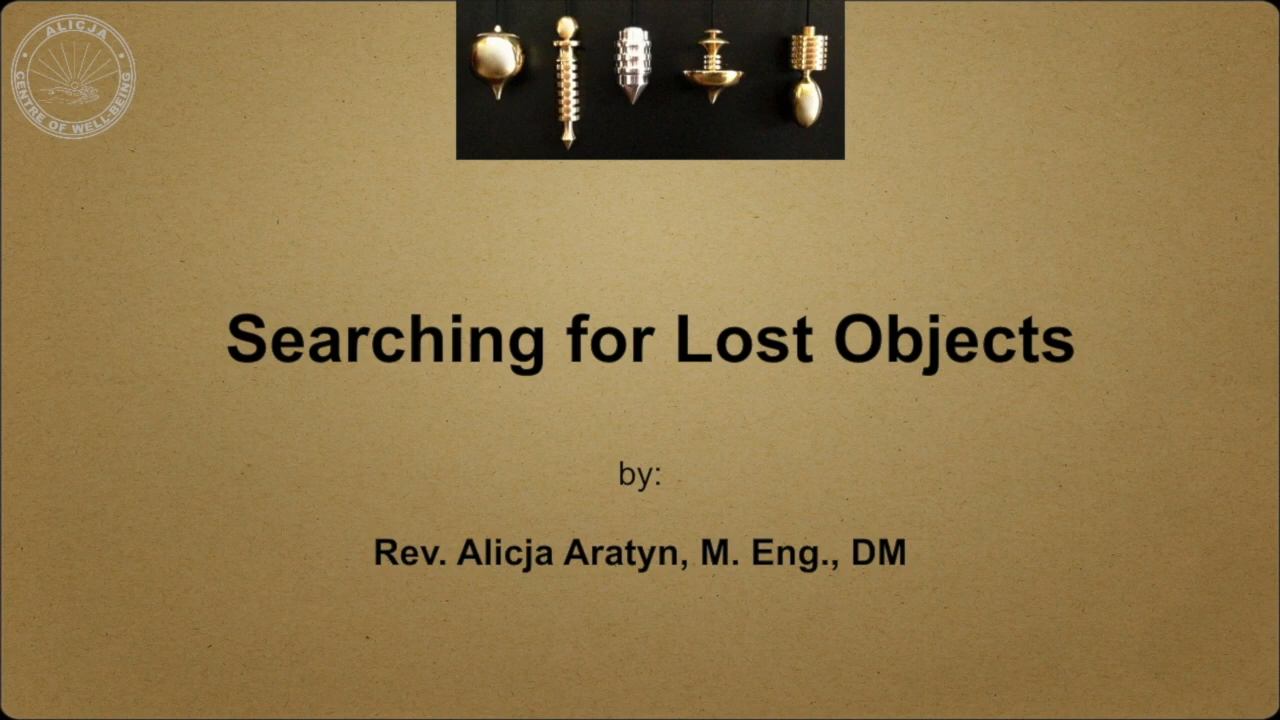 ALICJA
CENTRE OF WELL-BEING
Searching for Lost Objects
by:
Rev. Alicja Aratyn, M. Eng., DM